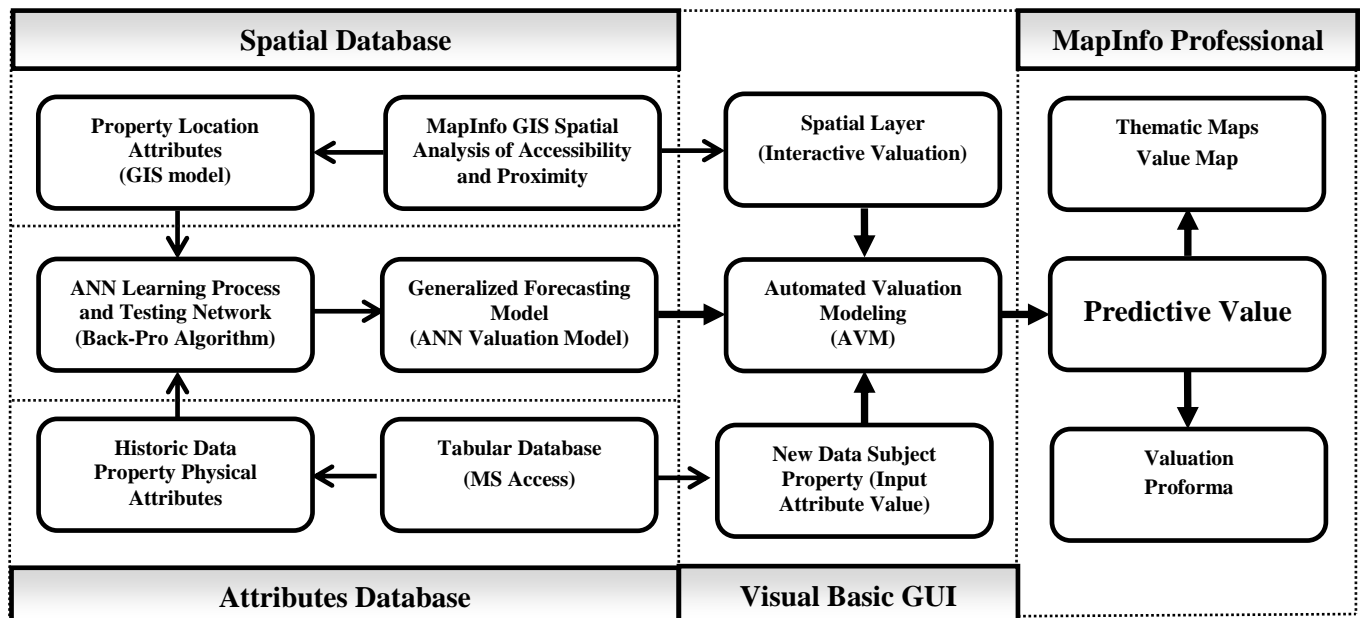 Spatial Database
MapInfo Professional
Property Location
Attributes
(GIS model)
MapInfo GIS Spatial
Analysis of Accessibility
and Proximity
Spatial Layer
(Interactive Valuation)
Thematic Maps
Value Map
ANN Learning Process
and Testing Network
(Back-Pro Algorithm)
Generalized Forecasting
Model
(ANN Valuation Model)
Automated Valuation
Modeling
(AVM)
Predictive Value
Historic Data
Property Physical
Attributes
Tabular Database
(MS Access)
New Data Subject
Property (Input
Attribute Value)
Valuation
Proforma
Attributes Database
Visual Basic GUI